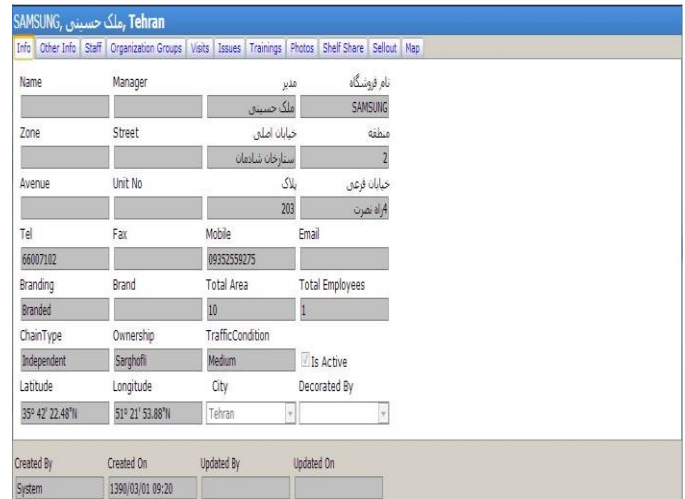 SAMSUNG, ملک حسینی, Tehran
Info Other Info Staff Organization Groups Visits Issues Trainings Photos Shelf Share Sellout Map
Name Manager مدیر نام فروشگاه
ملک حسینی SAMSUNG
Zone Street خیابان اصلی منطقه
ستارخان شادمان 2
Avenue Unit No پلاک خیابان فرعی
203 4راه نصرت
Tel Fax Mobile Email
66007102 09352559275
Branding Brand Total Area Total Employees
Branded 10 1
ChainType Ownership TrafficCondition
Independent Sarghofli Medium Is Active
Latitude Longitude City Decorated By
35º 42' 22.48"N 51º 21' 53.88"N Tehran
Created By Created On Updated By Updated On
System 1390/03/01 09:20